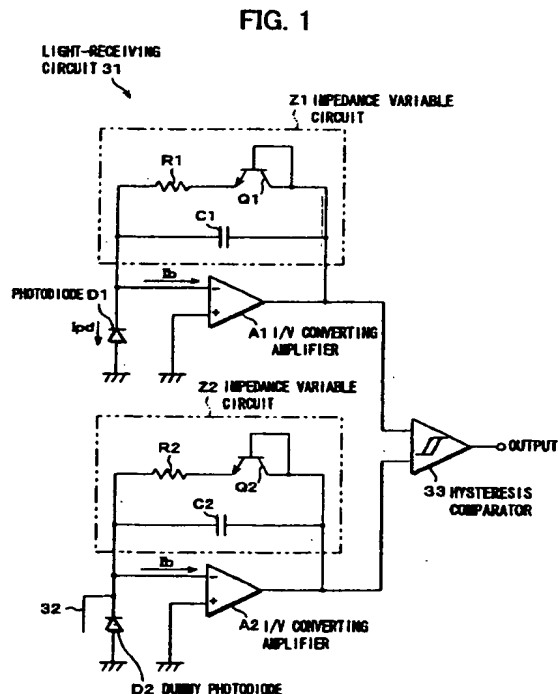 FIG. 1
LIGHT-RECEIVING
CIRCUIT 31
Z1 IMPEDANCE VARIABLE
CIRCUIT
R1
Q1
C1
Ib
PHOTODIODE D1
Ipd
−
+
A1 I/V CONVERTING
AMPLIFIER
Z2 IMPEDANCE VARIABLE
CIRCUIT
R2
Q2
C2
OUTPUT
33 HYSTERESIS
COMPARATOR
Ib
−
+
32
A2 I/V CONVERTING
AMPLIFIER
D2 DUMMY PHOTODIODE